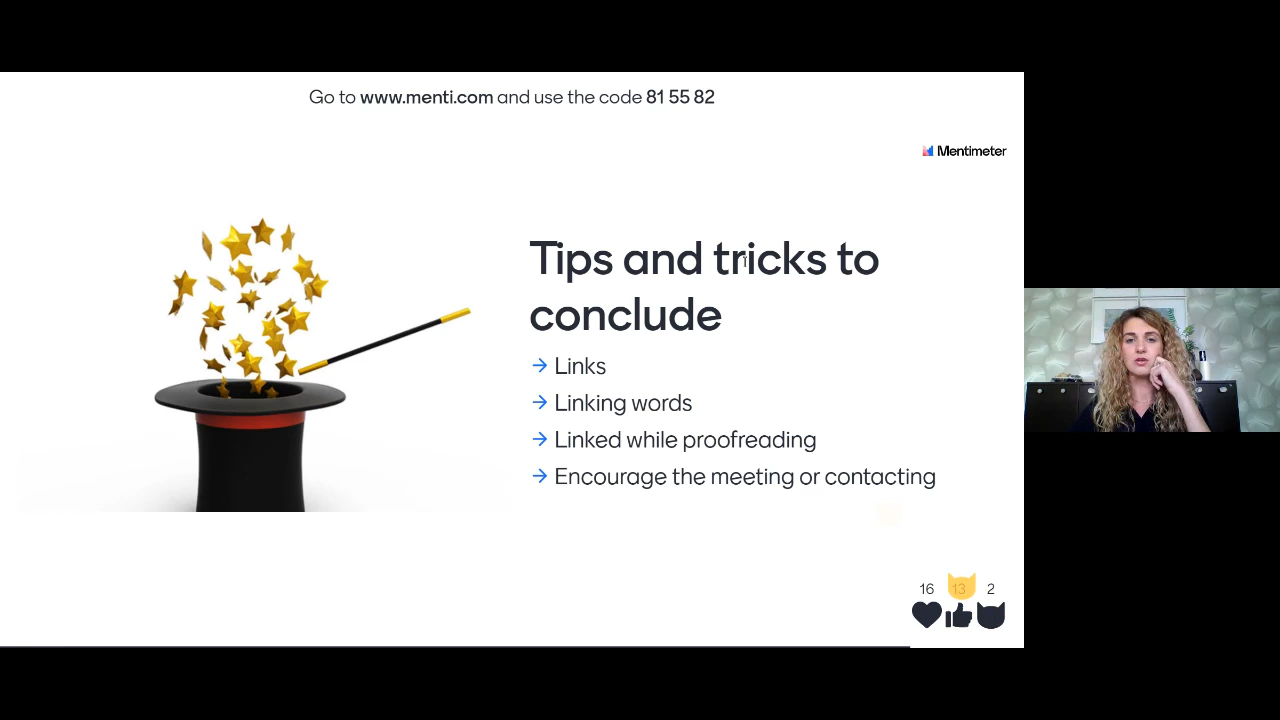 Go to www.menti.com and use the code 81 55 82
Mentimeter
Tips and tricks to
conclude
→ Links
→ Linking words
→ Linked while proofreading
→ Encourage the meeting or contacting
16 13 2